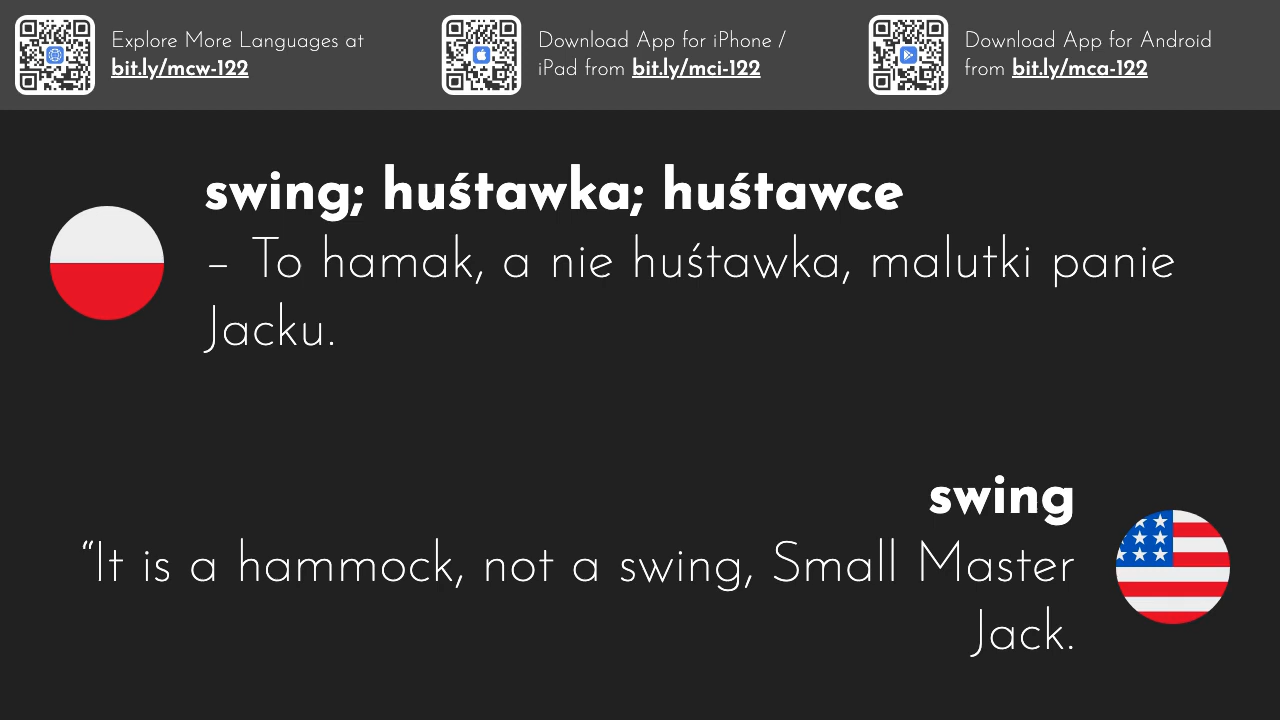 Explore More Languages at
bit.ly/mcw-122
Download App for iPhone /
iPad from bit.ly/mci-122
Download App for Android
from bit.ly/mca-122
swing; huśtawka; huśtawce
– To hamak, a nie huśtawka, malutki panie
Jacku.
swing
“It is a hammock, not a swing, Small Master
Jack.